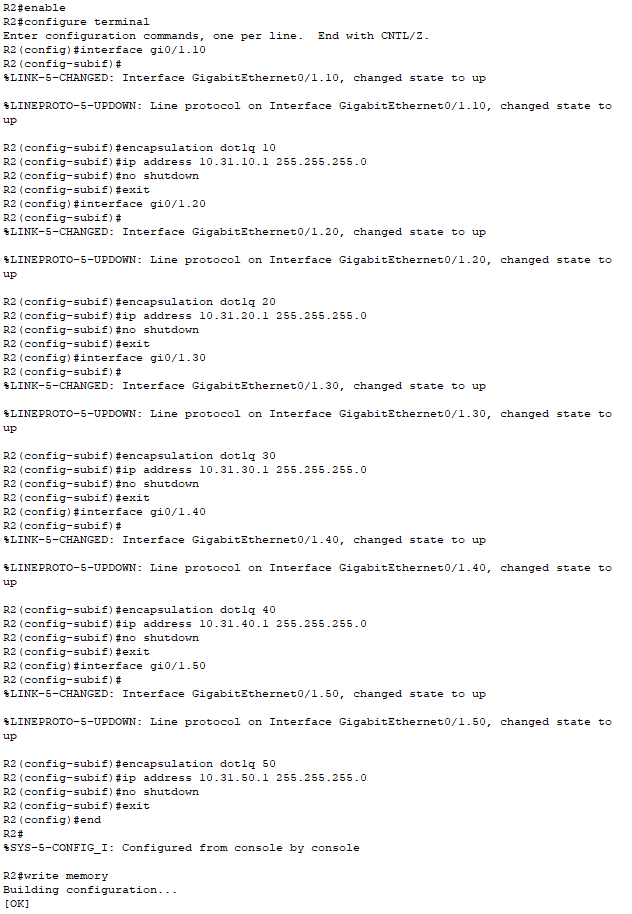 R2#enable
R2#configure terminal
Enter configuration commands, one per line.  End with CNTL/Z.
R2(config)#interface gi0/1.10
R2(config-subif)#
%LINK-5-CHANGED: Interface GigabitEthernet0/1.10, changed state to up

%LINEPROTO-5-UPDOWN: Line protocol on Interface GigabitEthernet0/1.10, changed state to
up

R2(config-subif)#encapsulation dot1q 10
R2(config-subif)#ip address 10.31.10.1 255.255.255.0
R2(config-subif)#no shutdown
R2(config-subif)#exit
R2(config)#interface gi0/1.20
R2(config-subif)#
%LINK-5-CHANGED: Interface GigabitEthernet0/1.20, changed state to up

%LINEPROTO-5-UPDOWN: Line protocol on Interface GigabitEthernet0/1.20, changed state to
up

R2(config-subif)#encapsulation dot1q 20
R2(config-subif)#ip address 10.31.20.1 255.255.255.0
R2(config-subif)#no shutdown
R2(config-subif)#exit
R2(config)#interface gi0/1.30
R2(config-subif)#
%LINK-5-CHANGED: Interface GigabitEthernet0/1.30, changed state to up

%LINEPROTO-5-UPDOWN: Line protocol on Interface GigabitEthernet0/1.30, changed state to
up

R2(config-subif)#encapsulation dot1q 30
R2(config-subif)#ip address 10.31.30.1 255.255.255.0
R2(config-subif)#no shutdown
R2(config-subif)#exit
R2(config)#interface gi0/1.40
R2(config-subif)#
%LINK-5-CHANGED: Interface GigabitEthernet0/1.40, changed state to up

%LINEPROTO-5-UPDOWN: Line protocol on Interface GigabitEthernet0/1.40, changed state to
up

R2(config-subif)#encapsulation dot1q 40
R2(config-subif)#ip address 10.31.40.1 255.255.255.0
R2(config-subif)#no shutdown
R2(config-subif)#exit
R2(config)#interface gi0/1.50
R2(config-subif)#
%LINK-5-CHANGED: Interface GigabitEthernet0/1.50, changed state to up

%LINEPROTO-5-UPDOWN: Line protocol on Interface GigabitEthernet0/1.50, changed state to
up

R2(config-subif)#encapsulation dot1q 50
R2(config-subif)#ip address 10.31.50.1 255.255.255.0
R2(config-subif)#no shutdown
R2(config-subif)#exit
R2(config)#end
R2#
%SYS-5-CONFIG_I: Configured from console by console

R2#write memory
Building configuration...
[OK]